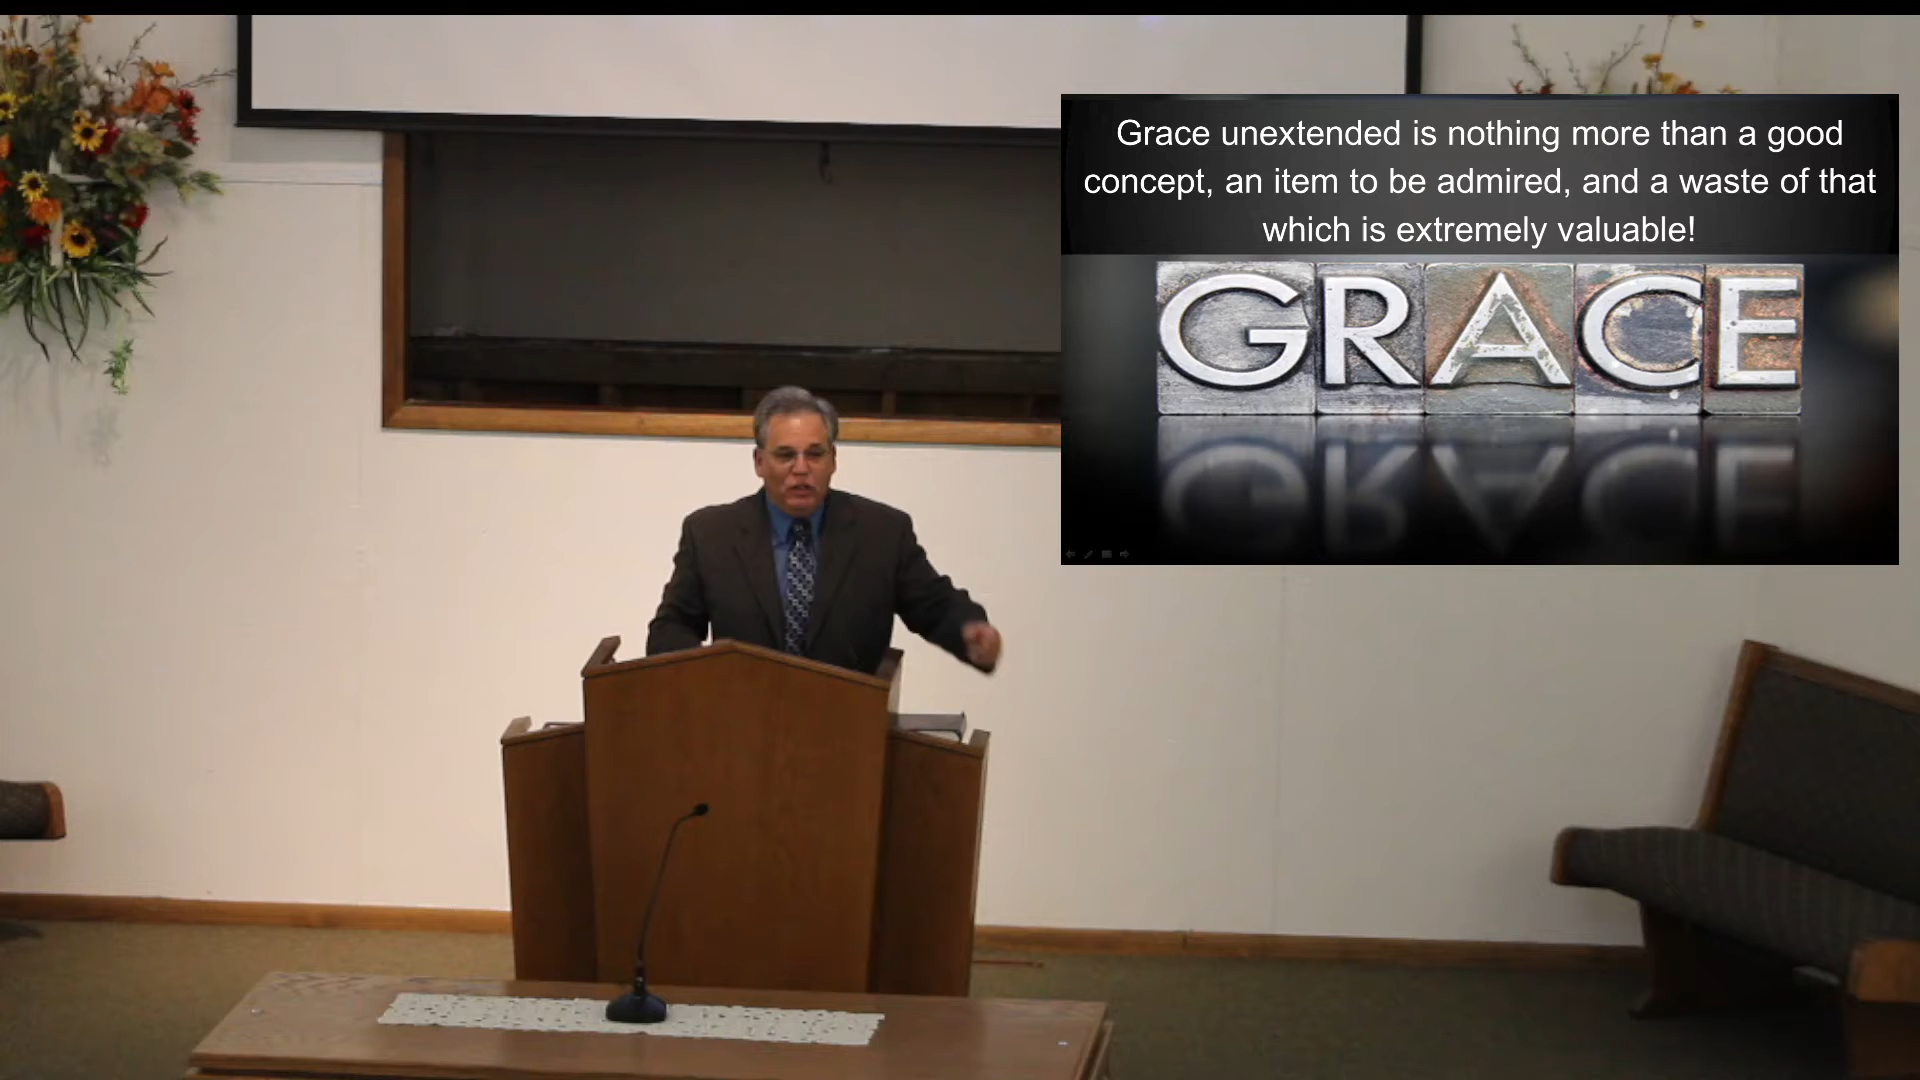 Grace unextended is nothing more than a good
concept, an item to be admired, and a waste of that
which is extremely valuable!
GRACE